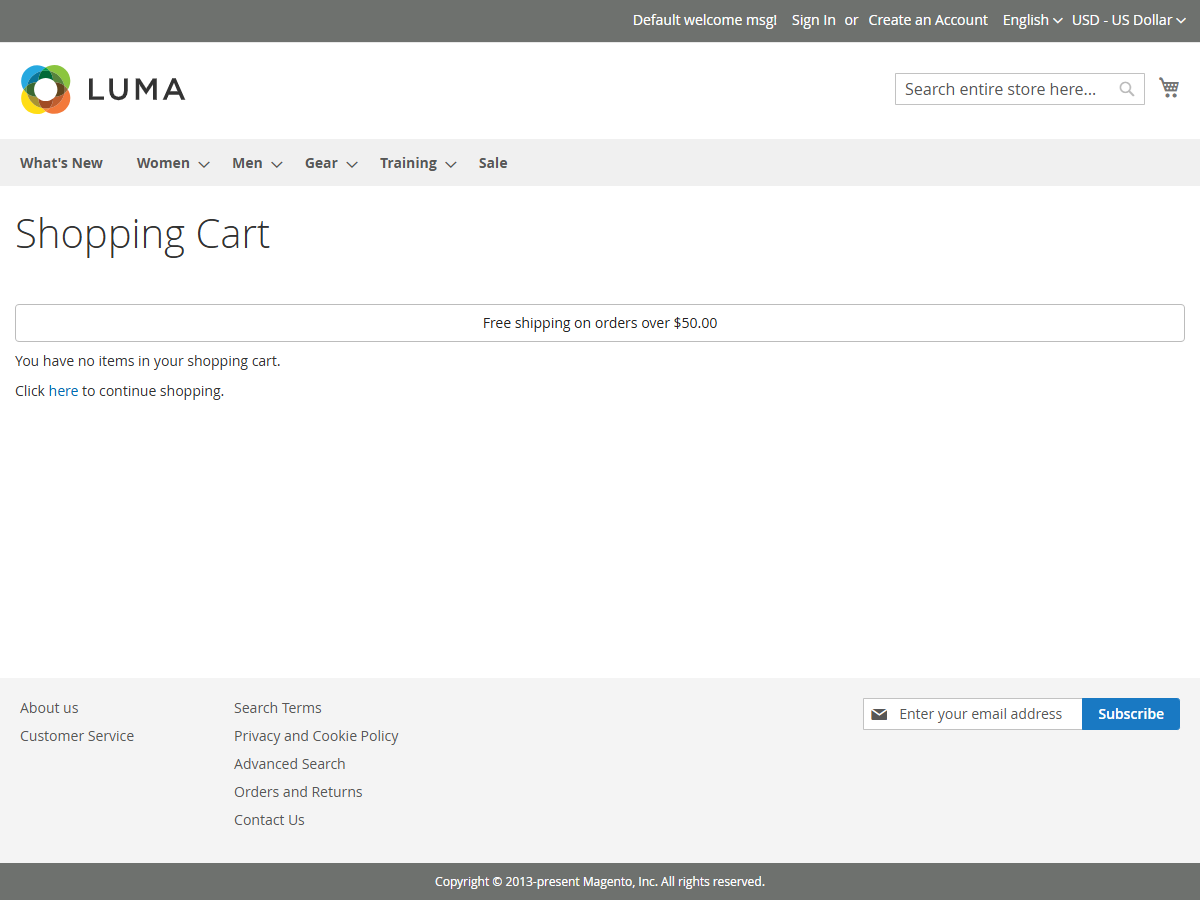 Default welcome msg! Sign In or Create an Account English USD - US Dollar
LUMA
Search entire store here...
What's New Women Men Gear Training Sale
Shopping Cart
Free shipping on orders over $50.00
You have no items in your shopping cart.
Click here to continue shopping.
About us
Customer Service
Search Terms
Privacy and Cookie Policy
Advanced Search
Orders and Returns
Contact Us
Enter your email address Subscribe
Copyright © 2013-present Magento, Inc. All rights reserved.